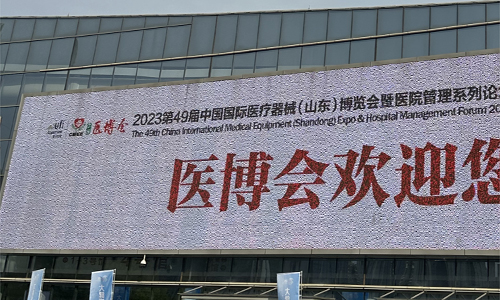 ufi
医博会
2023第49届中国国际医疗器械(山东)博览会暨医院管理系列论
The 49th China International Medical Equipment (Shandong) Expo & Hospital Management Forum 2
医博会欢迎您